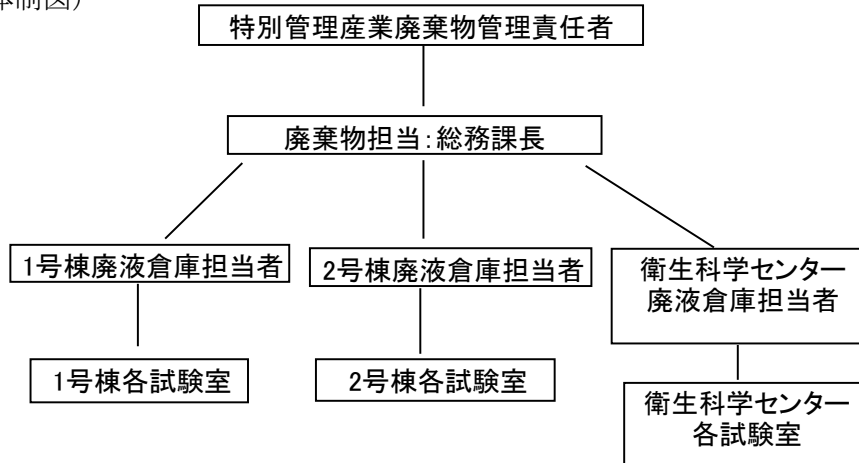 体制図)
特別管理産業廃棄物管理責任者
廃棄物担当:総務課長
1号棟廃液倉庫担当者
2号棟廃液倉庫担当者
衛生科学センター
廃液倉庫担当者
1号棟各試験室
2号棟各試験室
衛生科学センター
各試験室